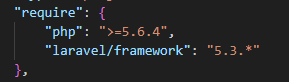 "require": {
"php": ">=5.6.4",
"laravel/framework": "5.3.*"
},